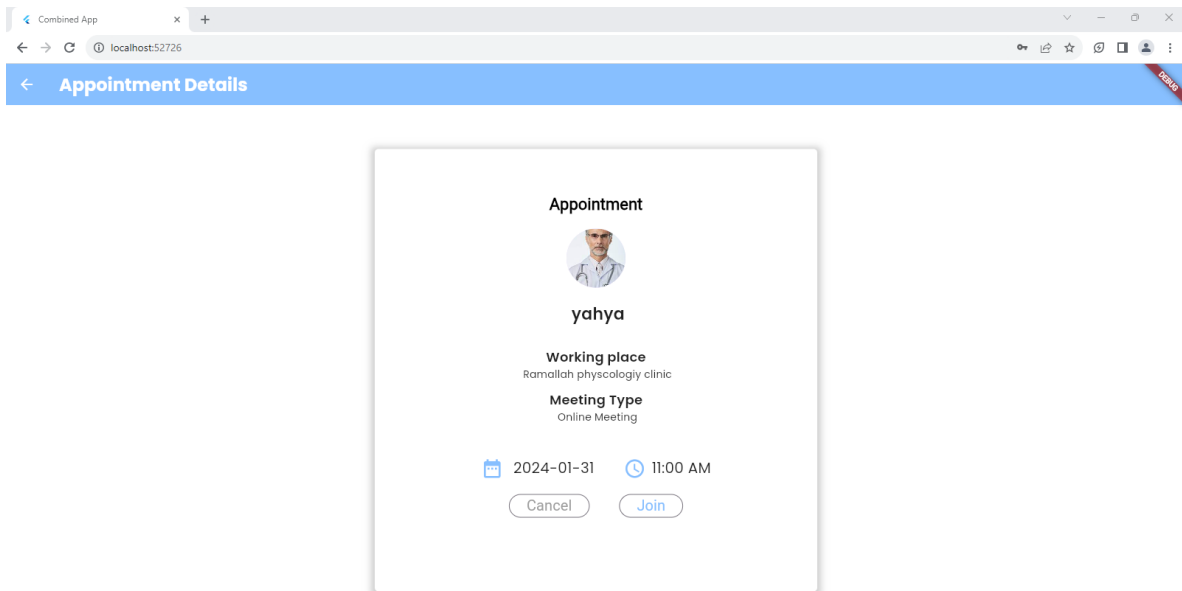 Combined App
localhost:52726
Appointment Details
DEBUG
Appointment
yahya
Working place
Ramallah physcologiy clinic
Meeting Type
Online Meeting
2024-01-31 11:00 AM
Cancel Join